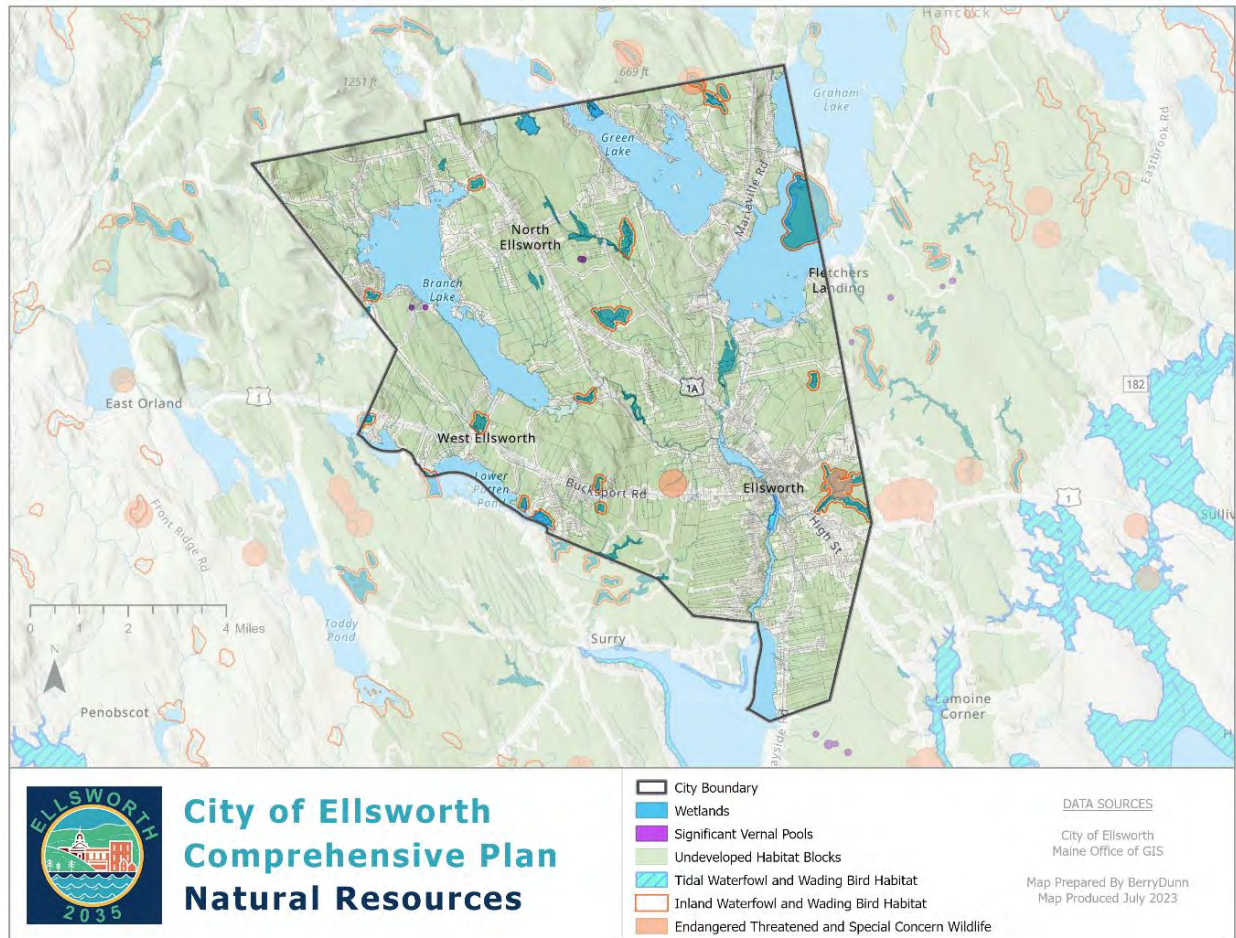 Hancock
1251 ft
669 ft
Graham
Lake
Eastbrook Rd
Green
Lake
Mariaville Rd
North
Ellsworth
Fletchers
Landing
Branch
Lake
1A
182
East Orland
1
West Ellsworth
Lower
Patten
Pond
Bucksport Rd
Ellsworth
1
High St
Front Ridge Rd
0 1 2 4 Miles
N
Toddy
Pond
Surry
Penobscot
Lamoine
Corner
ELLSWORTH
2035
City of Ellsworth
Comprehensive Plan
Natural Resources
City Boundary
Wetlands
Significant Vernal Pools
Undeveloped Habitat Blocks
Tidal Waterfowl and Wading Bird Habitat
Inland Waterfowl and Wading Bird Habitat
Endangered Threatened and Special Concern Wildlife
DATA SOURCES
City of Ellsworth
Maine Office of GIS
Map Prepared By BerryDunn
Map Produced July 2023